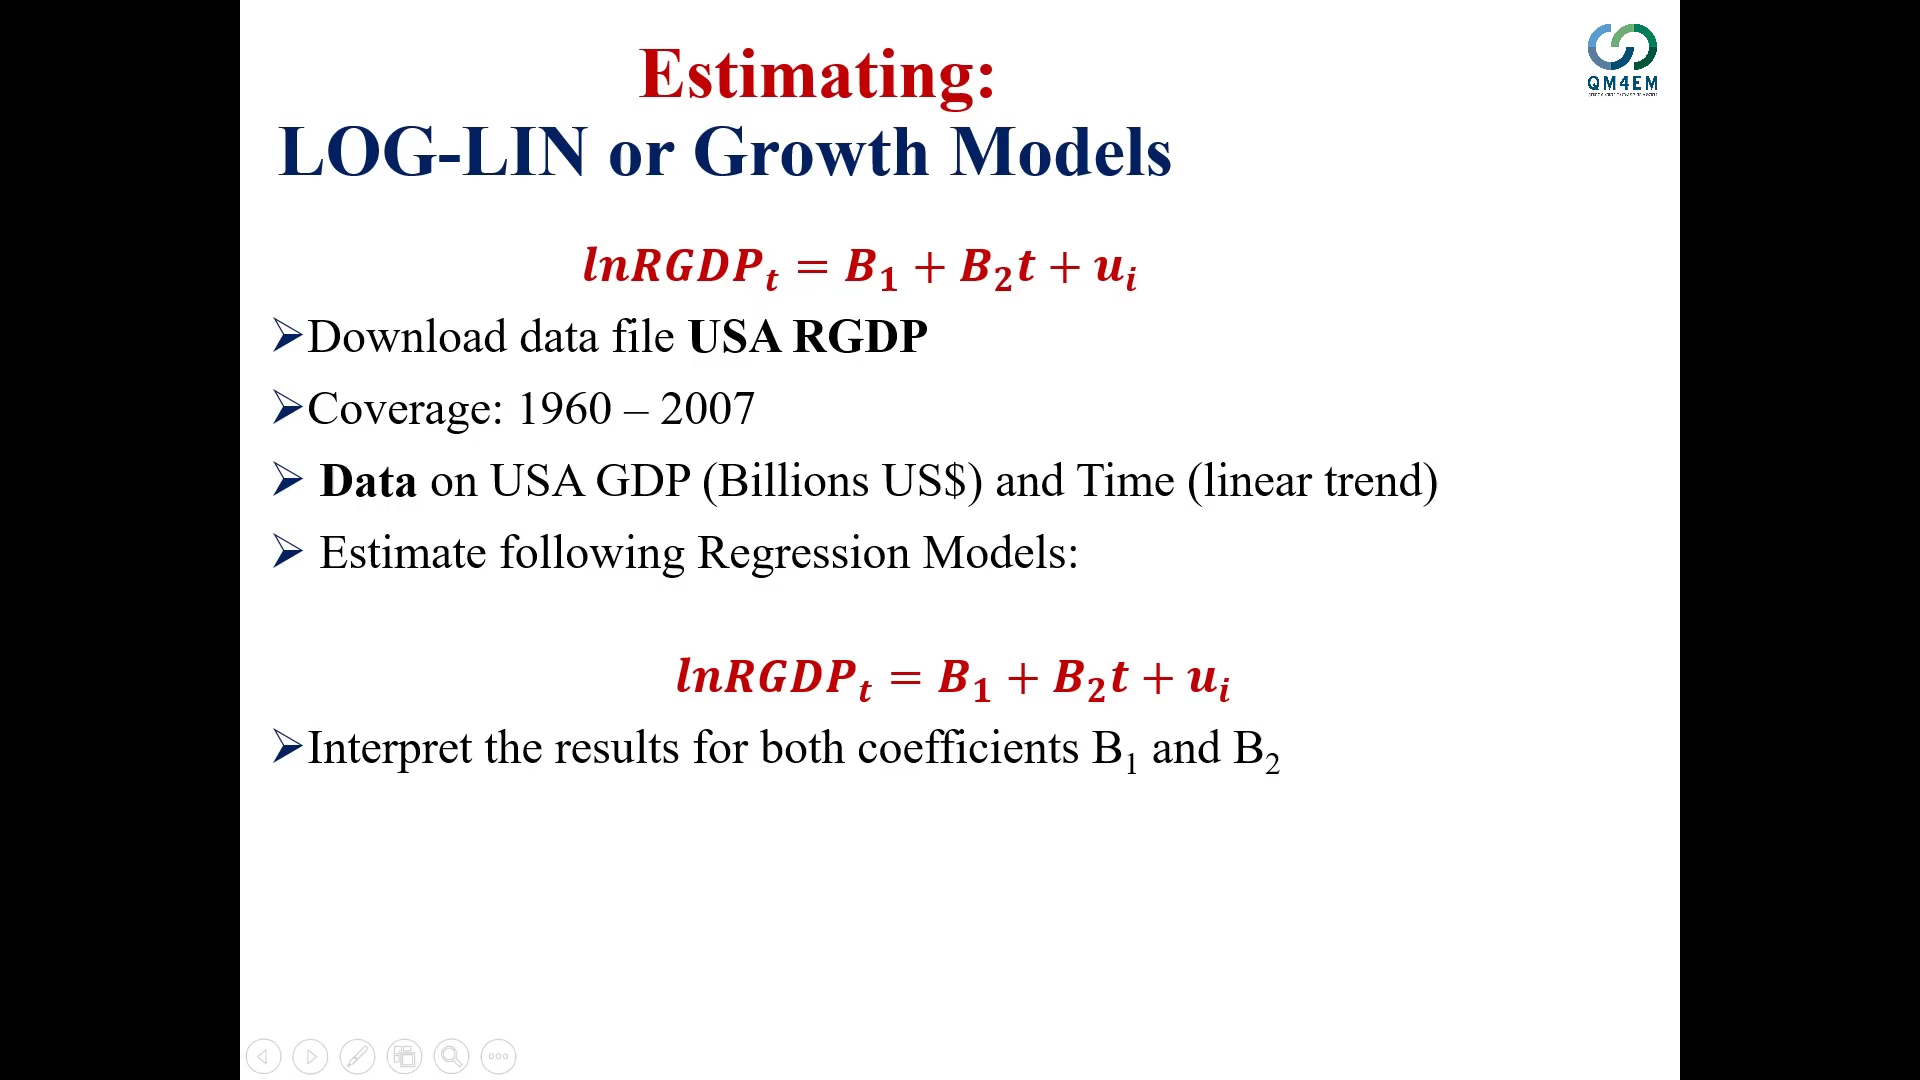 QM4EM
Estimating:
LOG-LIN or Growth Models
lnRGDPₜ = B₁ + B₂t + uᵢ
➢Download data file USA RGDP
➢Coverage: 1960 – 2007
➢ Data on USA GDP (Billions US$) and Time (linear trend)
➢ Estimate following Regression Models:
lnRGDPₜ = B₁ + B₂t + uᵢ
➢Interpret the results for both coefficients B₁ and B₂